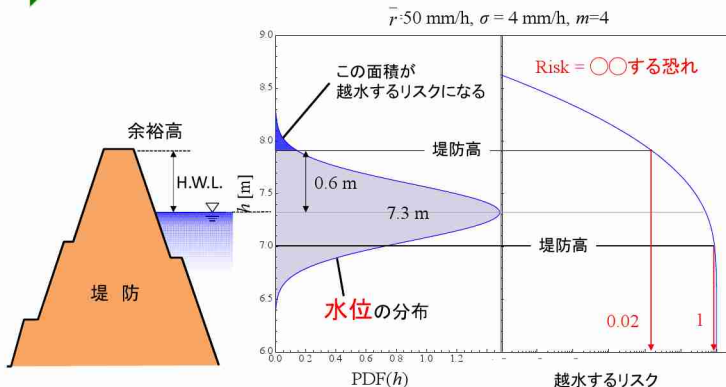 r̄:50 mm/h, σ = 4 mm/h, m=4
余裕高
H.W.L.
堤 防
9.0
8.5
8.0
7.5
7.0
6.5
6.0
h [m]
この面積が
越水するリスクになる
0.6 m
7.3 m
水位の分布
堤防高
堤防高
Risk = ○○する恐れ
0.02
1
0.0 0.2 0.4 0.6 0.8 1.0 1.2
PDF(h)
越水するリスク